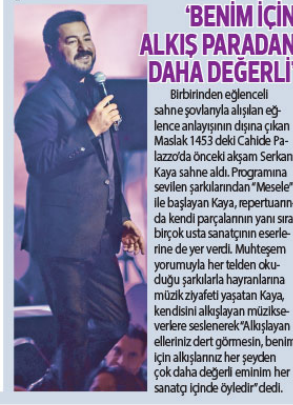 'BENİM İÇİN
ALKIŞ PARADAN
DAHA DEĞERLİ'
Birbirinden eğlenceli
sahne şovlarıyla alışılan eğ-
lence anlayışının dışına çıkan
Maslak 1453 deki Cahide Pa-
lazzo'da önceki akşam Serkan
Kaya sahne aldı. Programına
sevilen şarkılarından "Mesele"
ile başlayan Kaya, repertuarın-
da kendi parçalarının yanı sıra
birçok usta sanatçının eserle-
rine de yer verdi. Muhteşem
yorumuyla her telden oku-
duğu şarkılarla hayranlarına
müzik ziyafeti yaşatan Kaya,
kendisini alkışlayan müzikse-
verlere seslenerek "Alkışlayan
elleriniz dert görmesin, benim
için alkışlarınız her şeyden
çok daha değerli eminim her
sanatçı içinde öyledir" dedi.